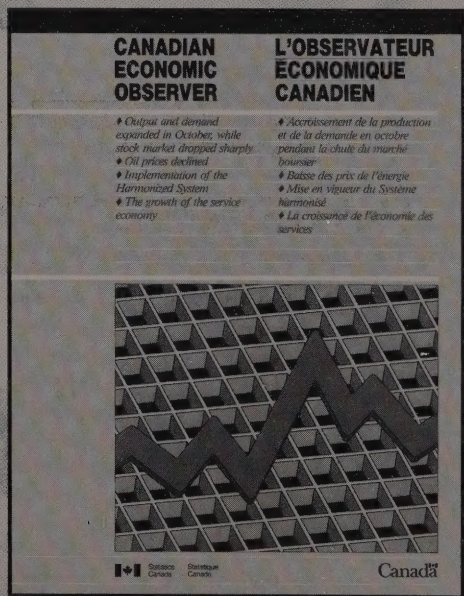 CANADIAN
ECONOMIC
OBSERVER
♦ Output and demand
expanded in October, while
stock market dropped sharply
♦ Oil prices declined
♦ Implementation of the
Harmonized System
♦ The growth of the service
economy
L'OBSERVATEUR
ÉCONOMIQUE
CANADIEN
♦ Accroissement de la production
et de la demande en octobre
pendant la chute du marché
boursier
♦ Baisse des prix de l'énergie
♦ Mise en vigueur du Système
harmonisé
♦ La croissance de l'économie des
services
Statistics
Canada
Statistique
Canada
Canada